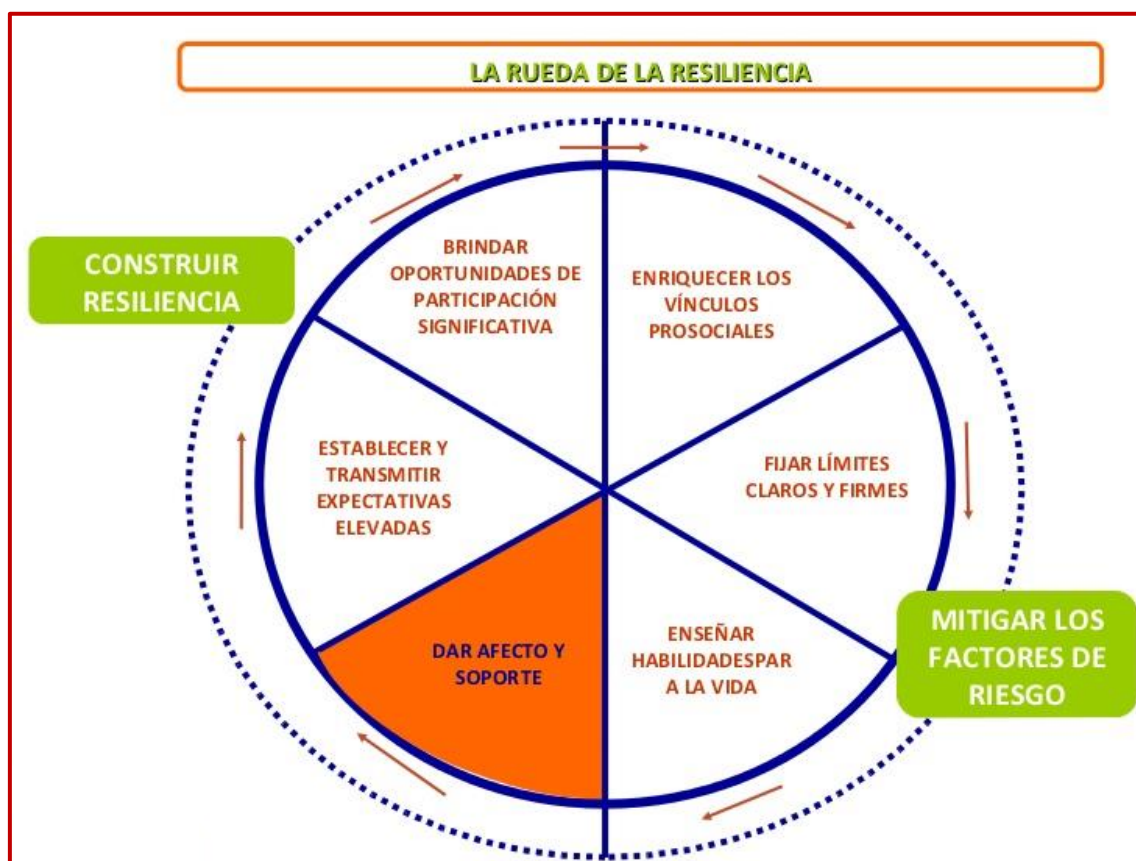 LA RUEDA DE LA RESILIENCIA
CONSTRUIR
RESILIENCIA
BRINDAR
OPORTUNIDADES DE
PARTICIPACIÓN
SIGNIFICATIVA
ENRIQUECER LOS
VÍNCULOS
PROSOCIALES
ESTABLECER Y
TRANSMITIR
EXPECTATIVAS
ELEVADAS
FIJAR LÍMITES
CLAROS Y FIRMES
DAR AFECTO Y
SOPORTE
ENSEÑAR
HABILIDADESPAR
A LA VIDA
MITIGAR LOS
FACTORES DE
RIESGO